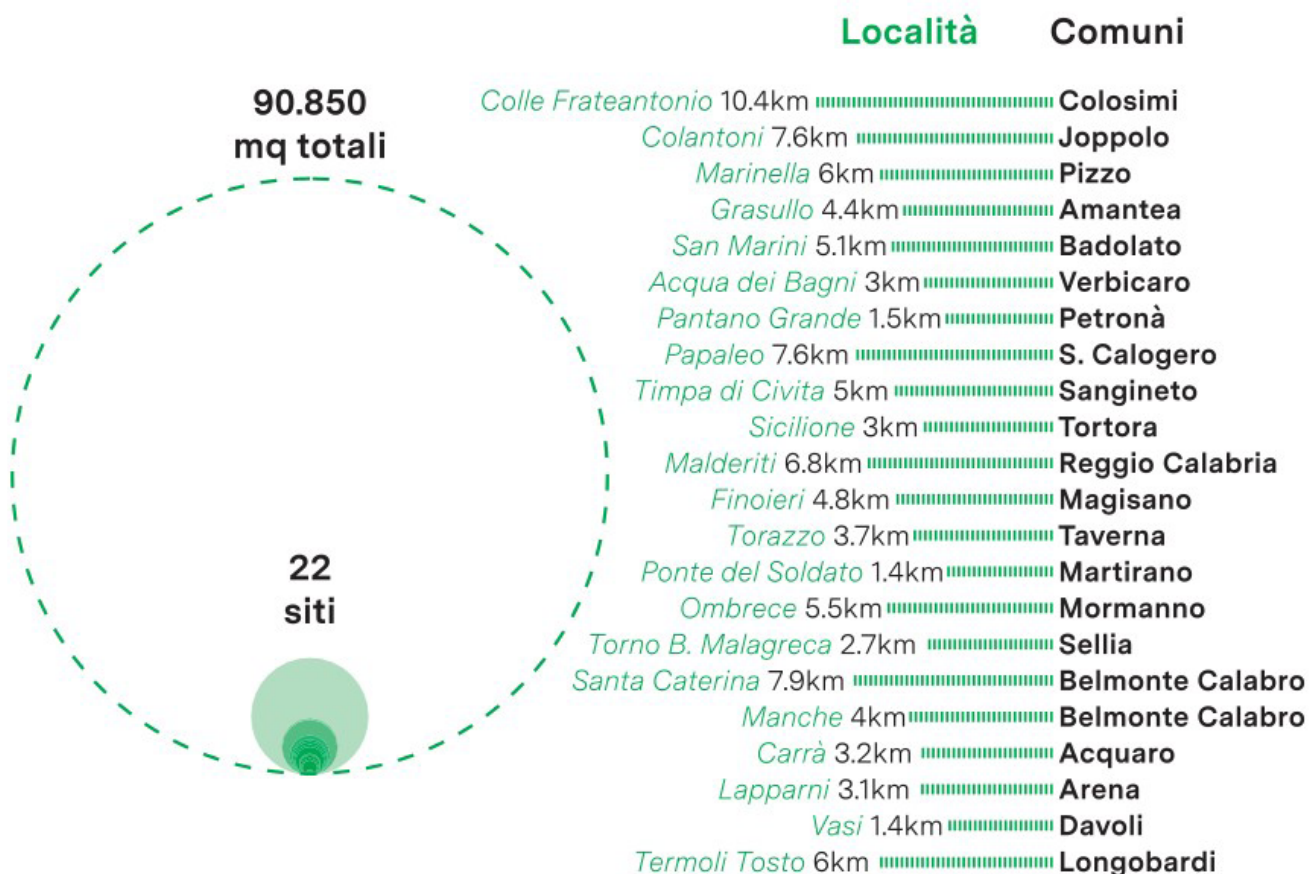 Località Comuni
90.850
mq totali
22
siti
Colle Frateantonio 10.4km Colosimi
Colantoni 7.6km Joppolo
Marinella 6km Pizzo
Grasullo 4.4km Amantea
San Marini 5.1km Badolato
Acqua dei Bagni 3km Verbicaro
Pantano Grande 1.5km Petronà
Papaleo 7.6km S. Calogero
Timpa di Civita 5km Sangineto
Sicilione 3km Tortora
Malderiti 6.8km Reggio Calabria
Finoieri 4.8km Magisano
Torazzo 3.7km Taverna
Ponte del Soldato 1.4km Martirano
Ombrece 5.5km Mormanno
Torno B. Malagreca 2.7km Sellia
Santa Caterina 7.9km Belmonte Calabro
Manche 4km Belmonte Calabro
Carrà 3.2km Acquaro
Lapparni 3.1km Arena
Vasi 1.4km Davoli
Termoli Tosto 6km Longobardi